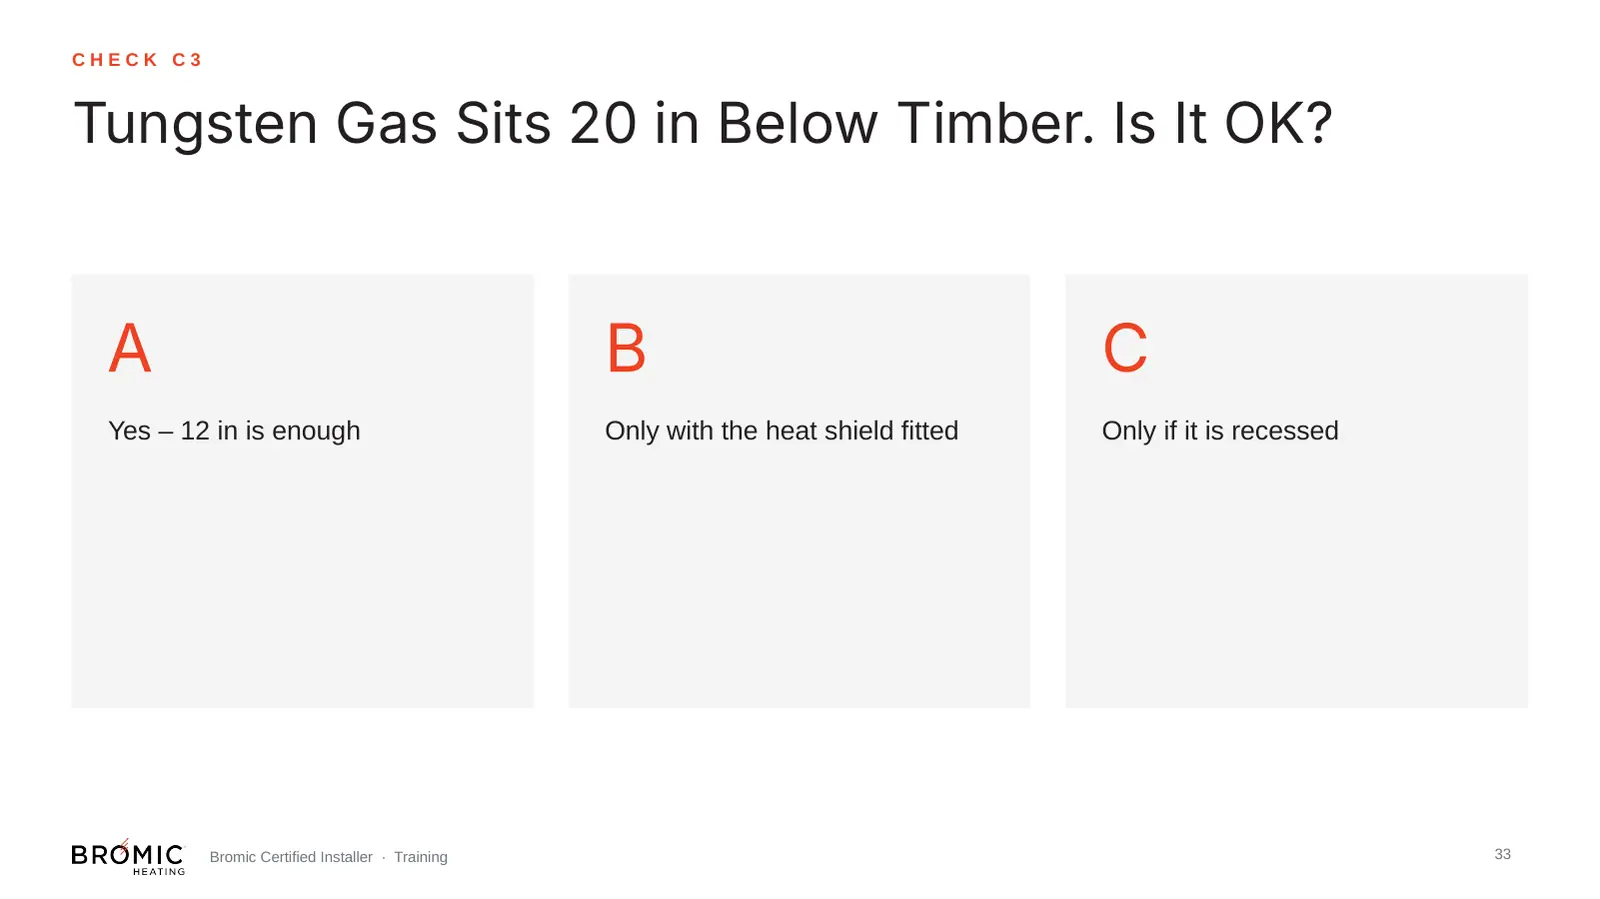 CHECK C3
Tungsten Gas Sits 20 in Below Timber. Is It OK?
A
Yes – 12 in is enough
B
Only with the heat shield fitted
C
Only if it is recessed
BROMIC
HEATING
Bromic Certified Installer · Training
33